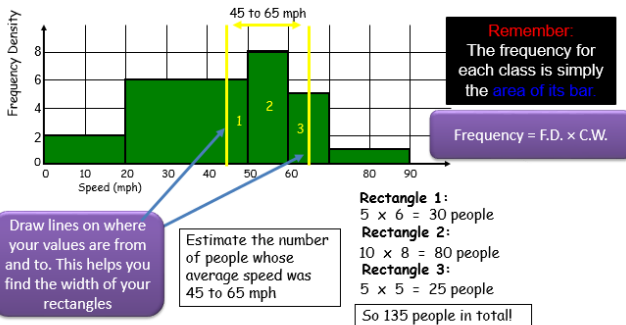 45 to 65 mph
Frequency Density
8
6
4
2
0
1
2
3
0 10 20 30 40 50 60 80 90
Speed (mph)
Remember:
The frequency for
each class is simply
the area of its bar.
Frequency = F.D. × C.W.
Draw lines on where
your values are from
and to. This helps you
find the width of your
rectangles
Estimate the number
of people whose
average speed was
45 to 65 mph
Rectangle 1:
5 x 6 = 30 people
Rectangle 2:
10 x 8 = 80 people
Rectangle 3:
5 x 5 = 25 people
So 135 people in total!